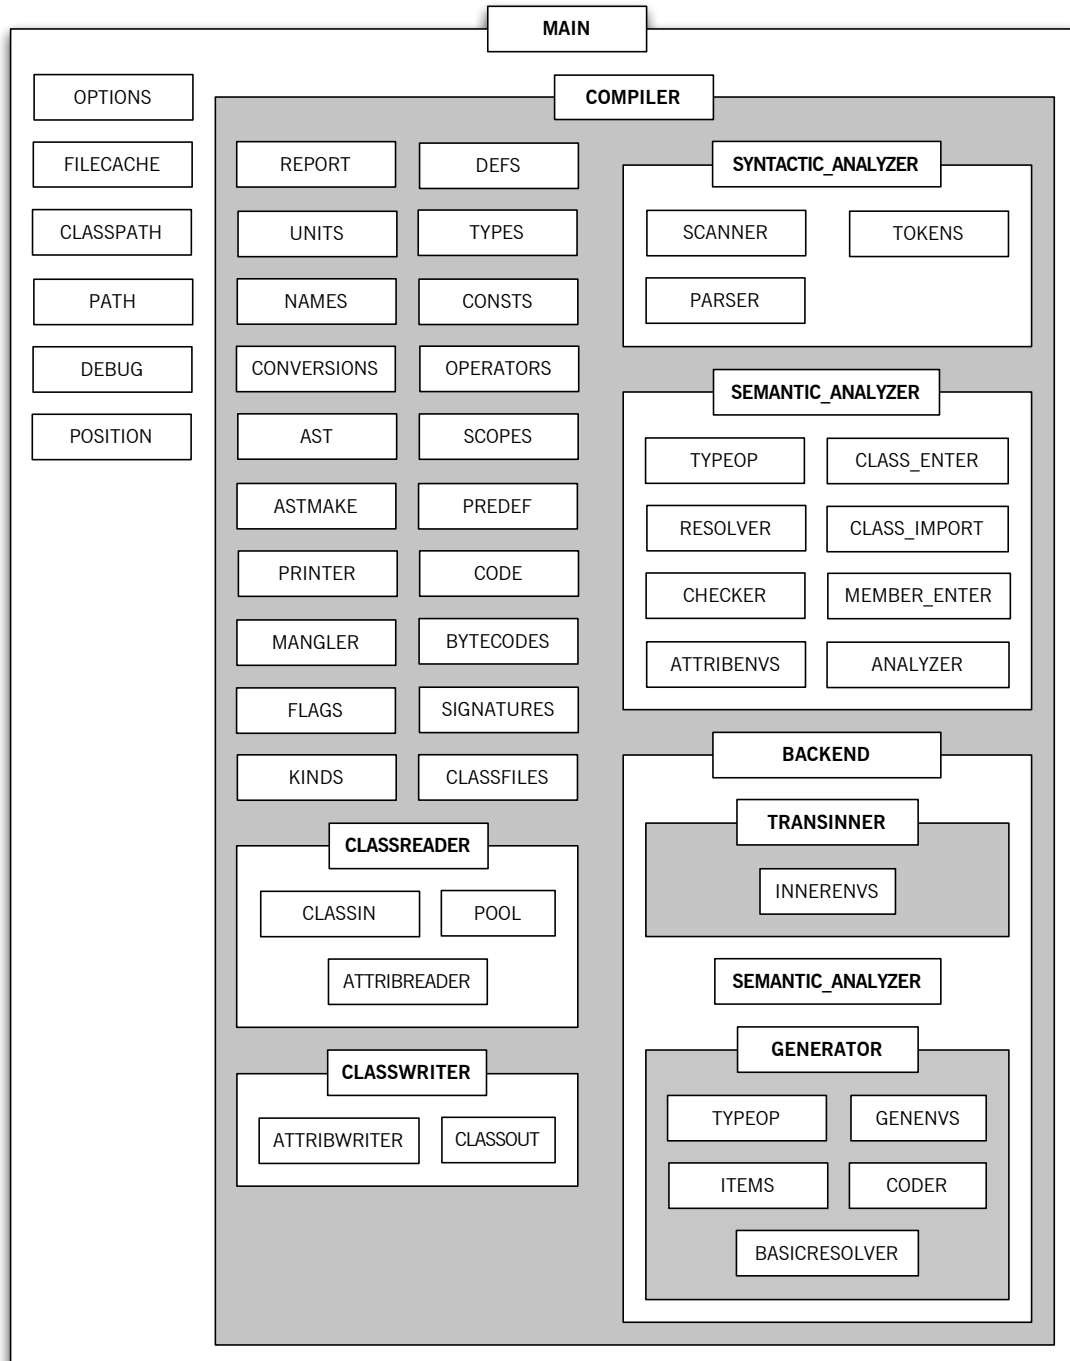 MAIN
OPTIONS
FILECACHE
CLASSPATH
PATH
DEBUG
POSITION
COMPILER
REPORT
DEFS
UNITS
TYPES
NAMES
CONSTS
CONVERSIONS
OPERATORS
AST
SCOPES
ASTMAKE
PREDEF
PRINTER
CODE
MANGLER
BYTECODES
FLAGS
SIGNATURES
KINDS
CLASSFILES
CLASSREADER
CLASSIN
POOL
ATTRIBREADER
CLASSWRITER
ATTRIBWRITER
CLASSOUT
SYNTACTIC_ANALYZER
SCANNER
TOKENS
PARSER
SEMANTIC_ANALYZER
TYPEOP
CLASS_ENTER
RESOLVER
CLASS_IMPORT
CHECKER
MEMBER_ENTER
ATTRIBENVS
ANALYZER
BACKEND
TRANSINNER
INNERENVS
SEMANTIC_ANALYZER
GENERATOR
TYPEOP
GENENVS
ITEMS
CODER
BASICRESOLVER